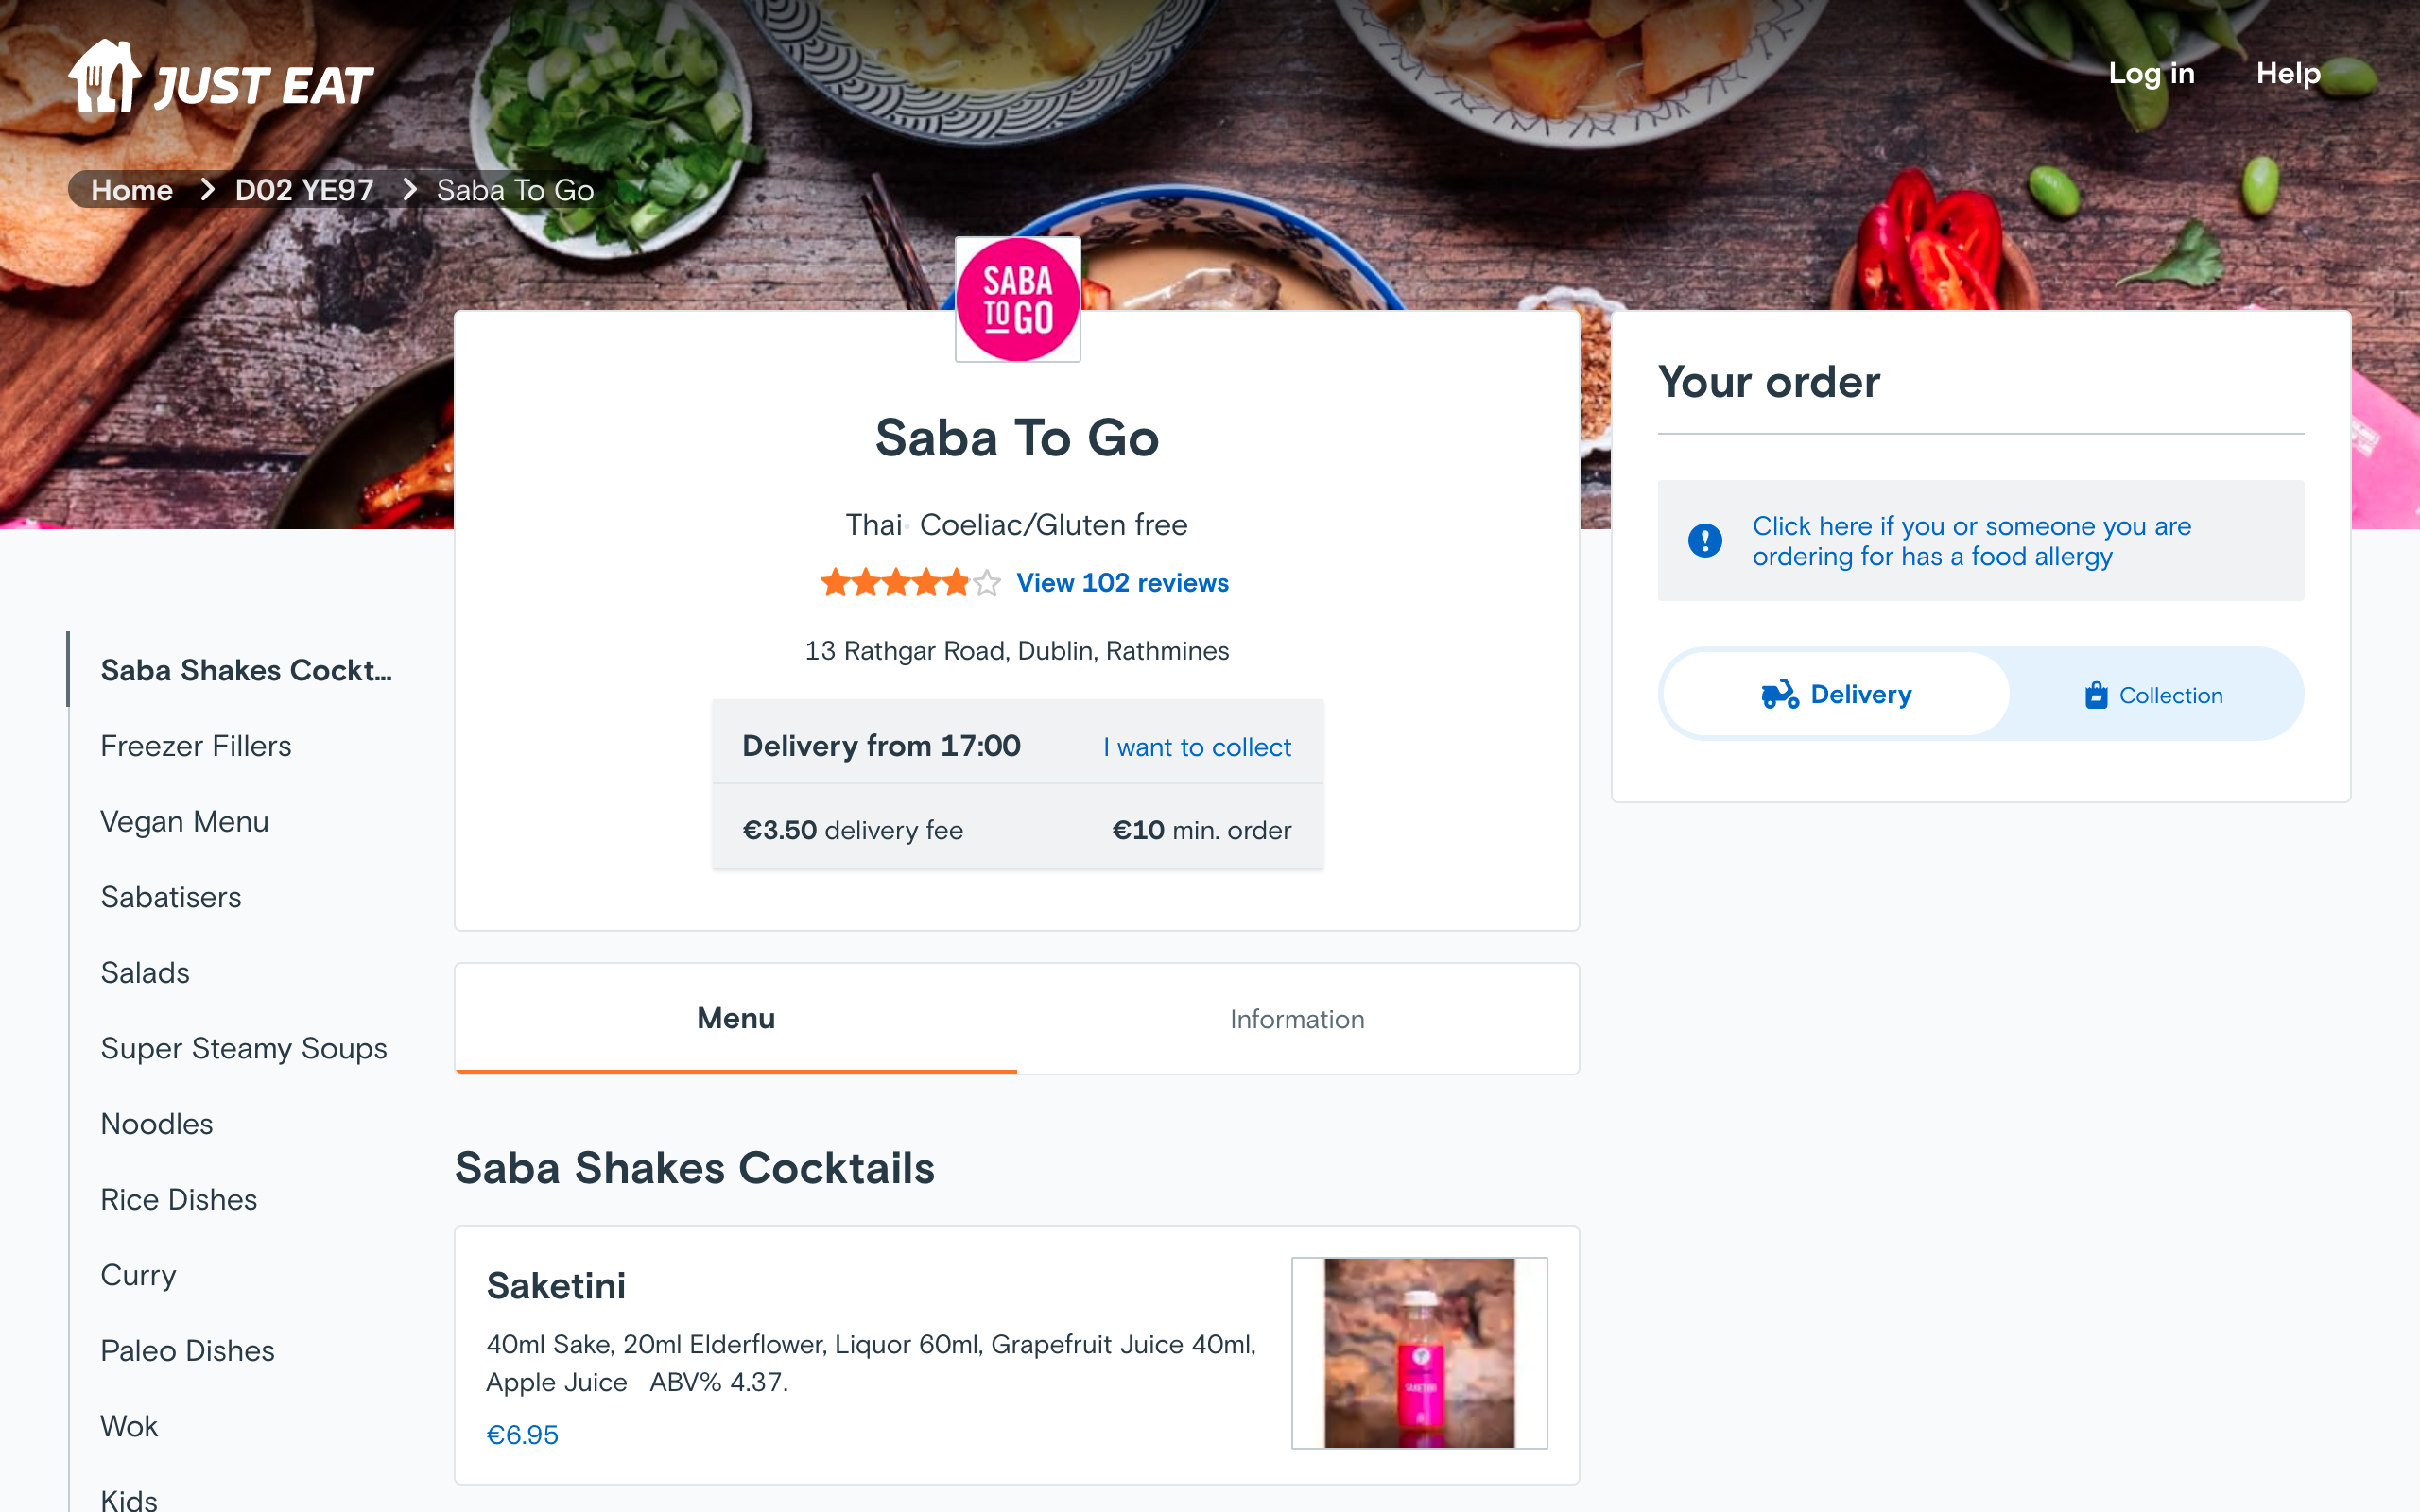 JUST EAT
Log in
Help
Home
D02 YE97
Saba To Go
SABA
TO GO
Saba To Go
Thai · Coeliac/Gluten free
View 102 reviews
13 Rathgar Road, Dublin, Rathmines
Delivery from 17:00
I want to collect
€3.50 delivery fee
€10 min. order
Your order
Click here if you or someone you are
ordering for has a food allergy
Delivery
Collection
Saba Shakes Cockt...
Freezer Fillers
Vegan Menu
Sabatisers
Salads
Super Steamy Soups
Noodles
Rice Dishes
Curry
Paleo Dishes
Wok
Kids
Menu
Information
Saba Shakes Cocktails
Saketini
40ml Sake, 20ml Elderflower, Liquor 60ml, Grapefruit Juice 40ml,
Apple Juice ABV% 4.37.
€6.95
SAKETINI